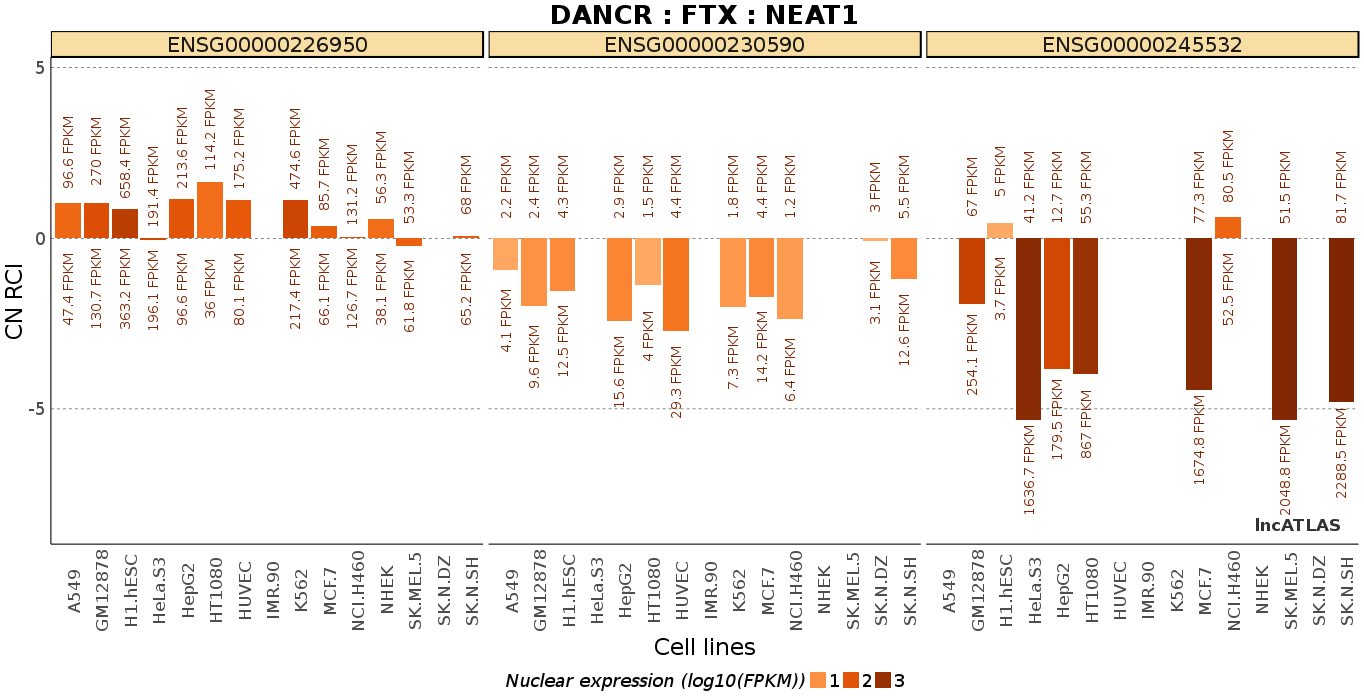 DANCR : FTX : NEAT1
ENSG00000226950
ENSG00000230590
ENSG00000245532
CN RCI
5
0
-5
96.6 FPKM
270 FPKM
658.4 FPKM
191.4 FPKM
213.6 FPKM
114.2 FPKM
175.2 FPKM
474.6 FPKM
85.7 FPKM
131.2 FPKM
56.3 FPKM
53.3 FPKM
68 FPKM
47.4 FPKM
130.7 FPKM
363.2 FPKM
196.1 FPKM
96.6 FPKM
36 FPKM
80.1 FPKM
217.4 FPKM
66.1 FPKM
126.7 FPKM
38.1 FPKM
61.8 FPKM
65.2 FPKM
2.2 FPKM
2.4 FPKM
4.3 FPKM
2.9 FPKM
1.5 FPKM
4.4 FPKM
1.8 FPKM
4.4 FPKM
1.2 FPKM
3 FPKM
5.5 FPKM
4.1 FPKM
9.6 FPKM
12.5 FPKM
15.6 FPKM
4 FPKM
29.3 FPKM
7.3 FPKM
14.2 FPKM
6.4 FPKM
3.1 FPKM
12.6 FPKM
67 FPKM
5 FPKM
41.2 FPKM
12.7 FPKM
55.3 FPKM
77.3 FPKM
80.5 FPKM
51.5 FPKM
81.7 FPKM
254.1 FPKM
3.7 FPKM
1636.7 FPKM
179.5 FPKM
867 FPKM
1674.8 FPKM
52.5 FPKM
2048.8 FPKM
2288.5 FPKM
lncATLAS
A549
GM12878
H1.hESC
HeLa.S3
HepG2
HT1080
HUVEC
IMR.90
K562
MCF.7
NCI.H460
NHEK
SK.MEL.5
SK.N.DZ
SK.N.SH
A549
GM12878
H1.hESC
HeLa.S3
HepG2
HT1080
HUVEC
IMR.90
K562
MCF.7
NCI.H460
NHEK
SK.MEL.5
SK.N.DZ
SK.N.SH
A549
GM12878
H1.hESC
HeLa.S3
HepG2
HT1080
HUVEC
IMR.90
K562
MCF.7
NCI.H460
NHEK
SK.MEL.5
SK.N.DZ
SK.N.SH
Cell lines
Nuclear expression (log10(FPKM)) 1 2 3